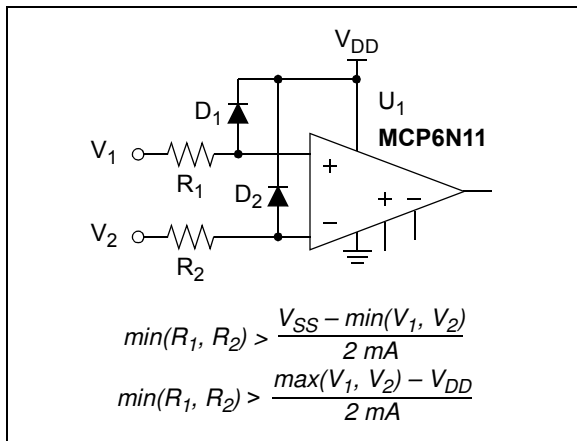 V_DD
D_1
U_1
MCP6N11
V_1
R_1
+
D_2
+ −
−
V_2
R_2
min(R_1, R_2) > (V_SS – min(V_1, V_2)) / 2 mA
min(R_1, R_2) > (max(V_1, V_2) – V_DD) / 2 mA